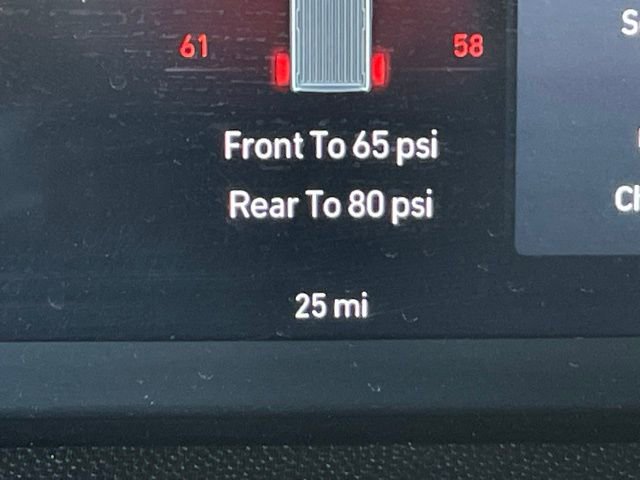 61 58
Front To 65 psi
Rear To 80 psi
25 mi